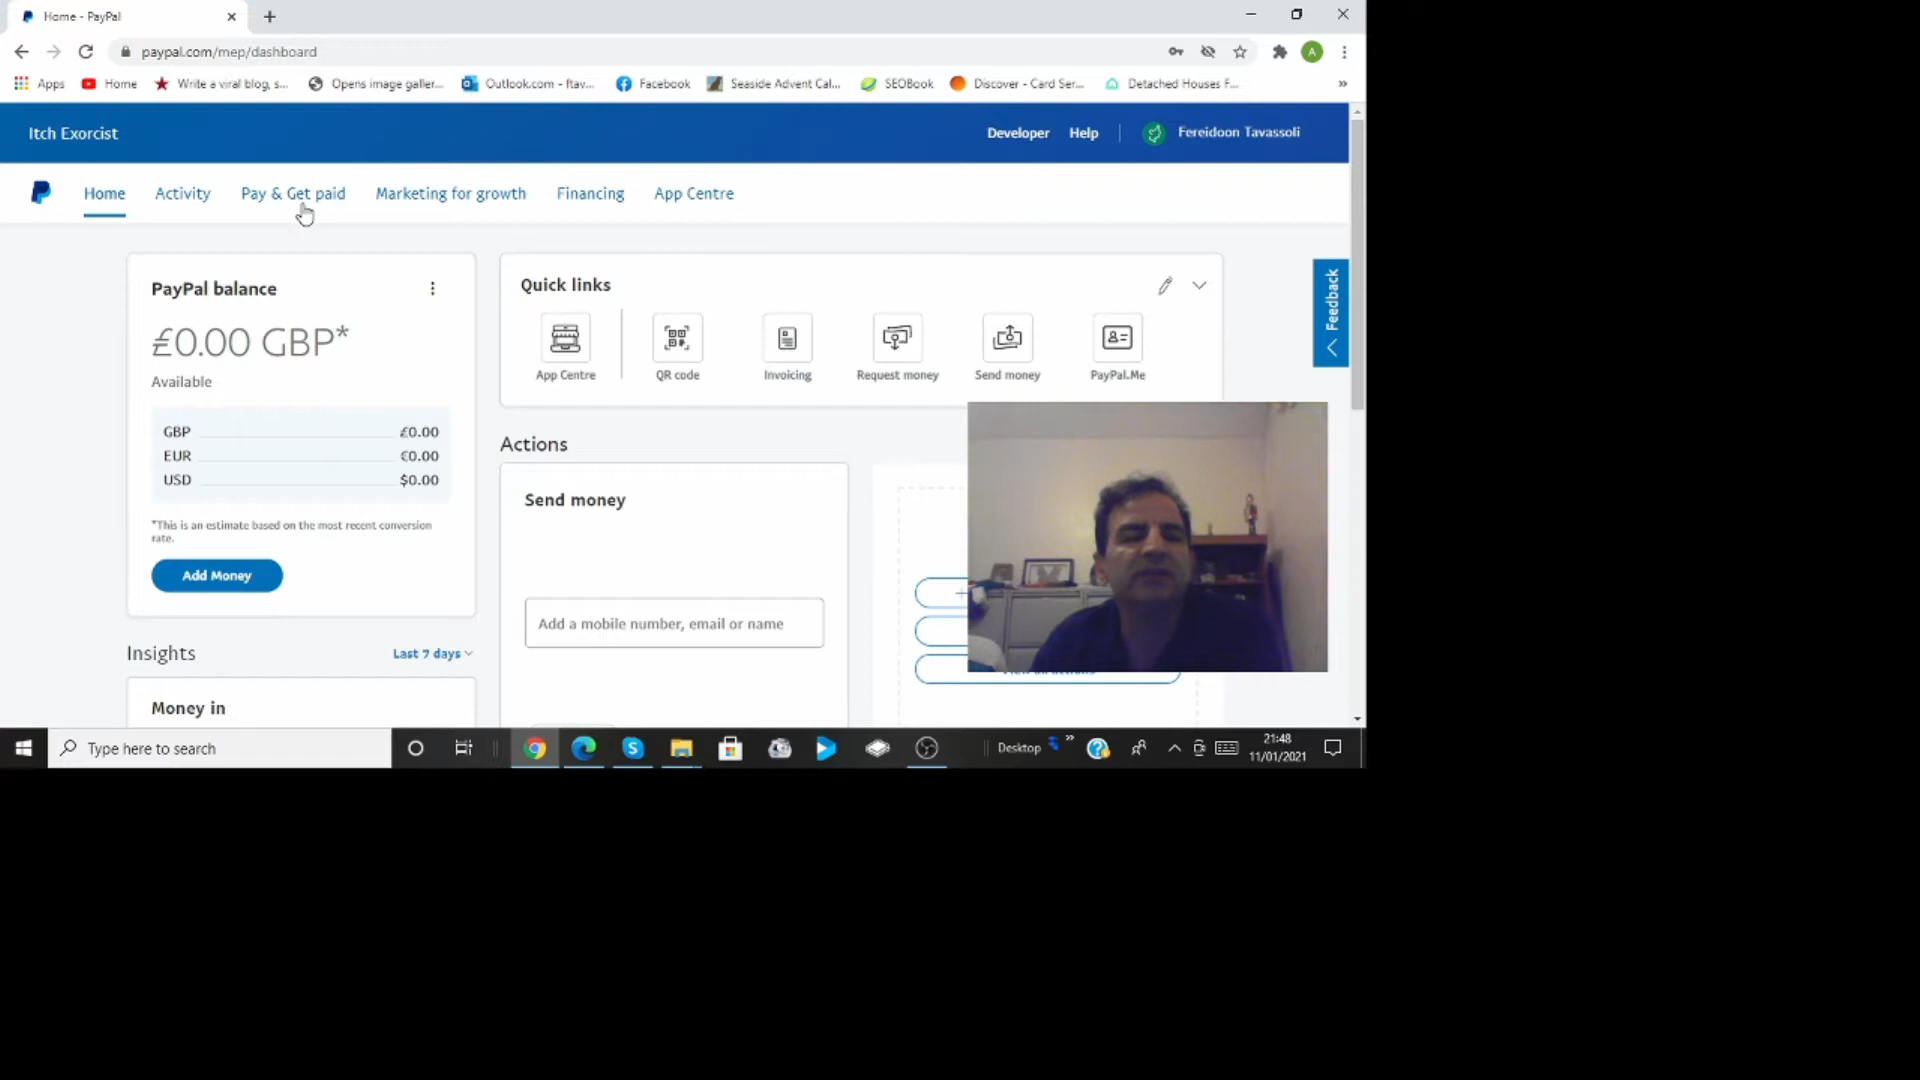 Home - PayPal
paypal.com/mep/dashboard
A
Apps
Home
Write a viral blog, s...
Opens image galler...
Outlook.com - ftav...
Facebook
Seaside Advent Cal...
SEOBook
Discover - Card Ser...
Detached Houses F...
Itch Exorcist
Developer
Help
Fereidoon Tavassoli
Home
Activity
Pay & Get paid
Marketing for growth
Financing
App Centre
PayPal balance
£0.00 GBP*
Available
GBP £0.00
EUR €0.00
USD $0.00
*This is an estimate based on the most recent conversion
rate.
Add Money
Insights
Last 7 days
Money in
Quick links
App Centre
QR code
Invoicing
Request money
Send money
PayPal.Me
Feedback
Actions
Send money
Add a mobile number, email or name
Type here to search
Desktop
21:48
11/01/2021